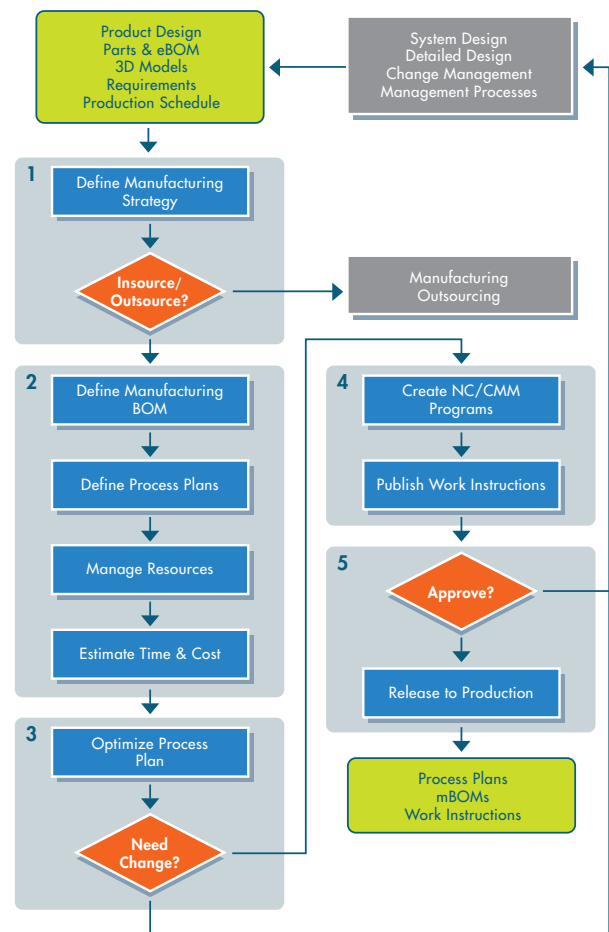 Product Design
Parts & eBOM
3D Models
Requirements
Production Schedule
System Design
Detailed Design
Change Management
Management Processes
1
Define Manufacturing
Strategy
Insource/
Outsource?
Manufacturing
Outsourcing
2
Define Manufacturing
BOM
Define Process Plans
Manage Resources
Estimate Time & Cost
3
Optimize Process
Plan
Need
Change?
4
Create NC/CMM
Programs
Publish Work Instructions
5
Approve?
Release to Production
Process Plans
mBOMs
Work Instructions